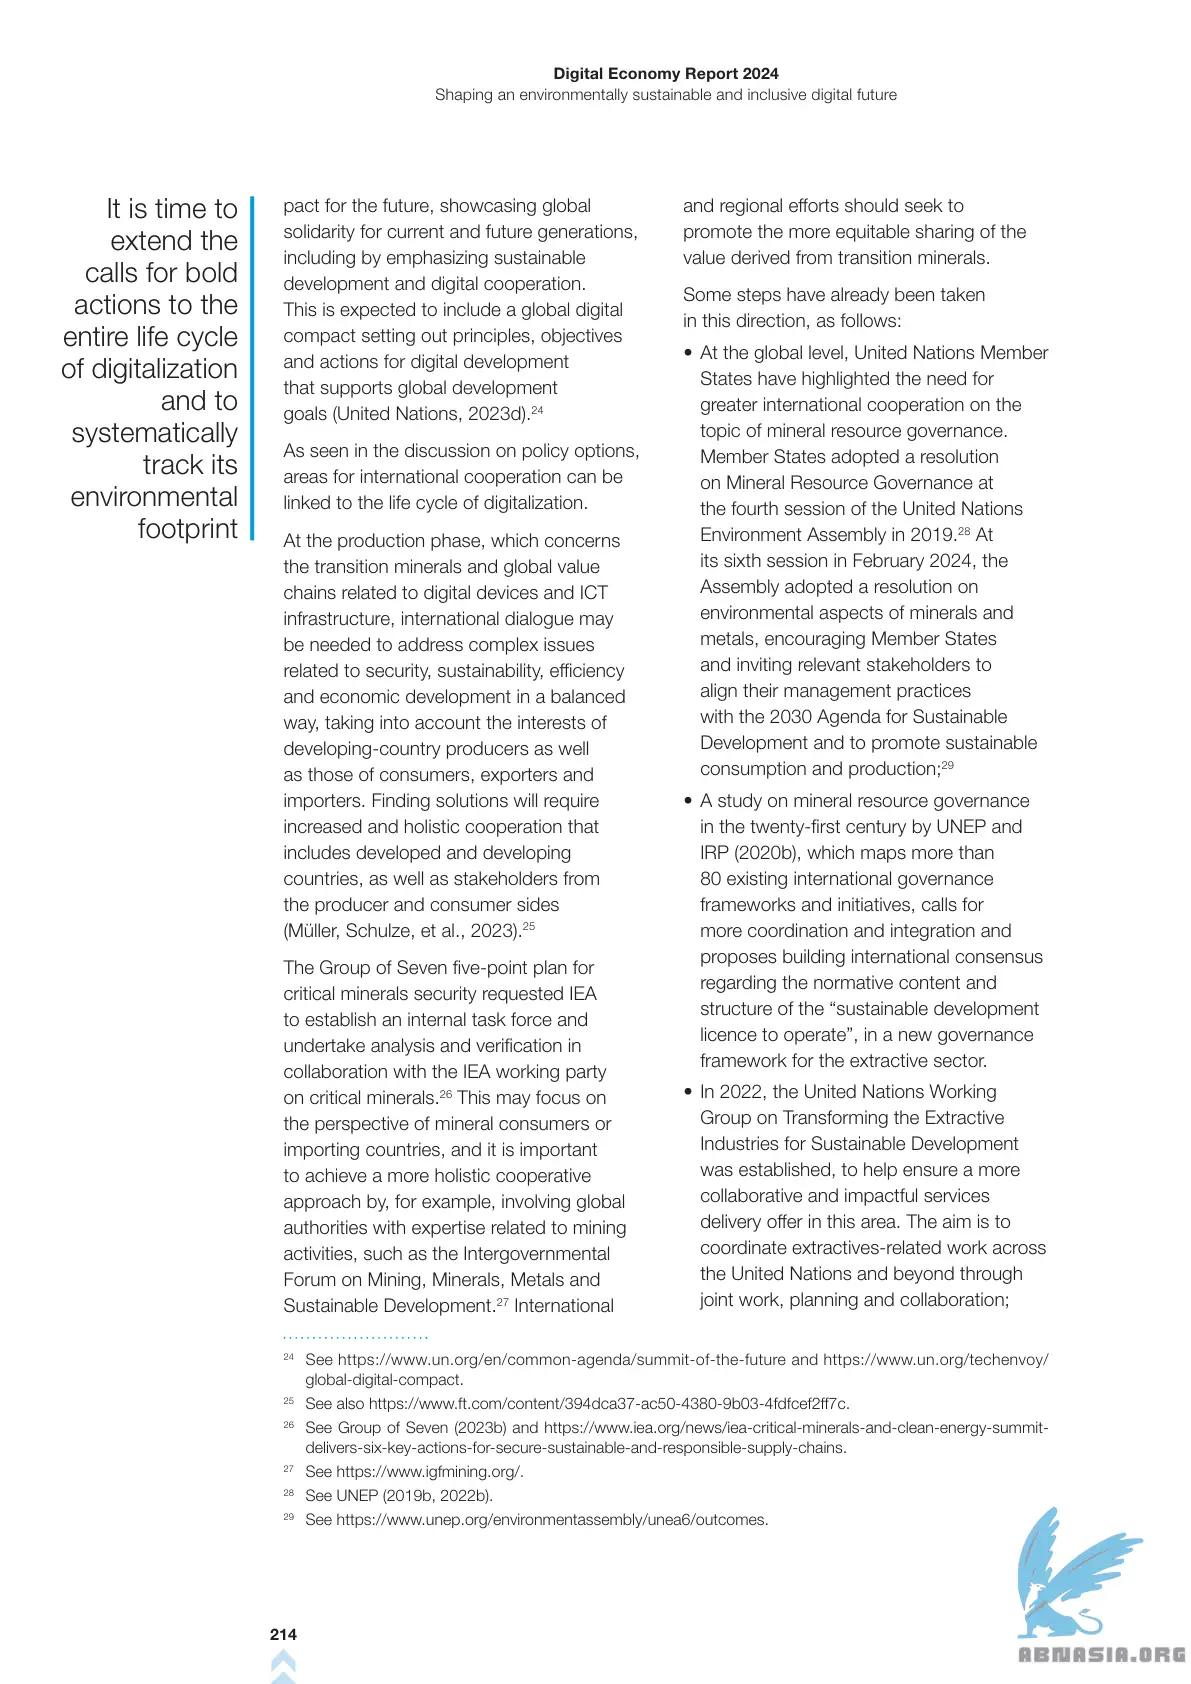 Digital Economy Report 2024
Shaping an environmentally sustainable and inclusive digital future
It is time to
extend the
calls for bold
actions to the
entire life cycle
of digitalization
and to
systematically
track its
environmental
footprint
pact for the future, showcasing global
solidarity for current and future generations,
including by emphasizing sustainable
development and digital cooperation.
This is expected to include a global digital
compact setting out principles, objectives
and actions for digital development
that supports global development
goals (United Nations, 2023d).24
As seen in the discussion on policy options,
areas for international cooperation can be
linked to the life cycle of digitalization.
At the production phase, which concerns
the transition minerals and global value
chains related to digital devices and ICT
infrastructure, international dialogue may
be needed to address complex issues
related to security, sustainability, efficiency
and economic development in a balanced
way, taking into account the interests of
developing-country producers as well
as those of consumers, exporters and
importers. Finding solutions will require
increased and holistic cooperation that
includes developed and developing
countries, as well as stakeholders from
the producer and consumer sides
(Müller, Schulze, et al., 2023).25
The Group of Seven five-point plan for
critical minerals security requested IEA
to establish an internal task force and
undertake analysis and verification in
collaboration with the IEA working party
on critical minerals.26 This may focus on
the perspective of mineral consumers or
importing countries, and it is important
to achieve a more holistic cooperative
approach by, for example, involving global
authorities with expertise related to mining
activities, such as the Intergovernmental
Forum on Mining, Minerals, Metals and
Sustainable Development.27 International
and regional efforts should seek to
promote the more equitable sharing of the
value derived from transition minerals.
Some steps have already been taken
in this direction, as follows:
• At the global level, United Nations Member
States have highlighted the need for
greater international cooperation on the
topic of mineral resource governance.
Member States adopted a resolution
on Mineral Resource Governance at
the fourth session of the United Nations
Environment Assembly in 2019.28 At
its sixth session in February 2024, the
Assembly adopted a resolution on
environmental aspects of minerals and
metals, encouraging Member States
and inviting relevant stakeholders to
align their management practices
with the 2030 Agenda for Sustainable
Development and to promote sustainable
consumption and production;29
• A study on mineral resource governance
in the twenty-first century by UNEP and
IRP (2020b), which maps more than
80 existing international governance
frameworks and initiatives, calls for
more coordination and integration and
proposes building international consensus
regarding the normative content and
structure of the “sustainable development
licence to operate”, in a new governance
framework for the extractive sector.
• In 2022, the United Nations Working
Group on Transforming the Extractive
Industries for Sustainable Development
was established, to help ensure a more
collaborative and impactful services
delivery offer in this area. The aim is to
coordinate extractives-related work across
the United Nations and beyond through
joint work, planning and collaboration;
24 See https://www.un.org/en/common-agenda/summit-of-the-future and https://www.un.org/techenvoy/
global-digital-compact.
25 See also https://www.ft.com/content/394dca37-ac50-4380-9b03-4fdfcef2ff7c.
26 See Group of Seven (2023b) and https://www.iea.org/news/iea-critical-minerals-and-clean-energy-summit-
delivers-six-key-actions-for-secure-sustainable-and-responsible-supply-chains.
27 See https://www.igfmining.org/.
28 See UNEP (2019b, 2022b).
29 See https://www.unep.org/environmentassembly/unea6/outcomes.
214
ABNASIA.ORG